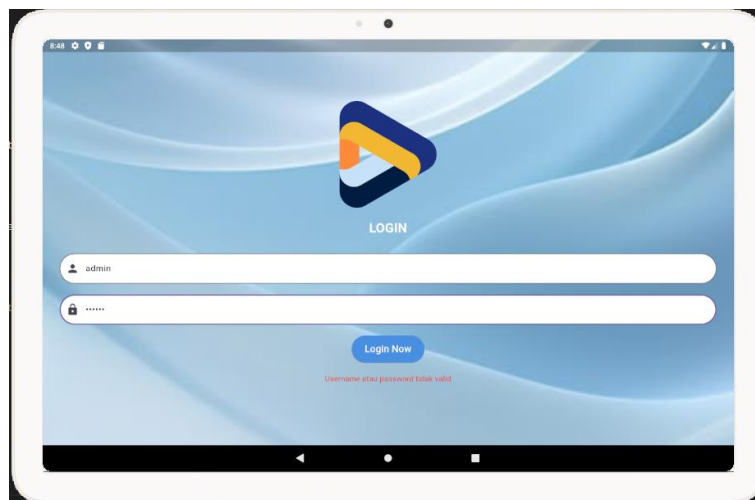 8:48
LOGIN
admin
••••••
Login Now
Username atau password tidak valid